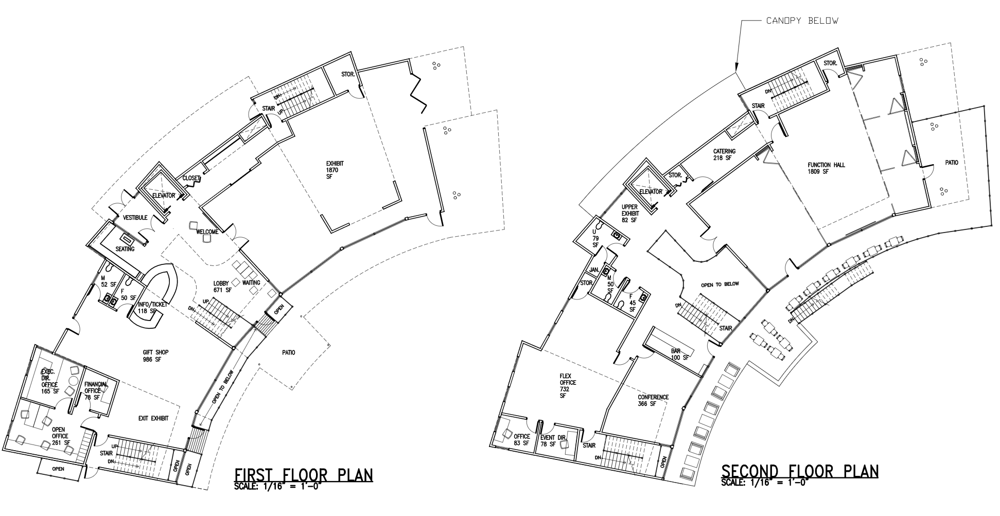 CANOPY BELOW
STOR.
DN
STAIR
UP
EXHIBIT
1870
SF
CLOSET
ELEVATOR
VESTIBULE
WELCOME
SEATING
M
52 SF
F
50 SF
LOBBY
671 SF
WAITING
INFO/TICKET
118 SF
UP
DN
OPEN
GIFT SHOP
986 SF
PATIO
OPEN TO BELOW
EXEC.
DIR.
OFFICE
165 SF
FINANCIAL
OFFICE
78 SF
EXIT EXHIBIT
OPEN
OFFICE
261 SF
UP
STAIR
DN
OPEN
OPEN
OPEN
FIRST FLOOR PLAN
SCALE: 1/16" = 1'-0"
STOR.
DN
STAIR
CATERING
218 SF
FUNCTION HALL
1809 SF
PATIO
STOR.
ELEVATOR
UPPER
EXHIBIT
82 SF
U
79
SF
JAN.
STOR
M
50
SF
F
45
SF
OPEN TO BELOW
DN
STAIR
DN
BAR
100 SF
FLEX
OFFICE
732
SF
CONFERENCE
366 SF
OFFICE
83 SF
EVENT DIR.
78 SF
STAIR
DN
OPEN
SECOND FLOOR PLAN
SCALE: 1/16" = 1'-0"